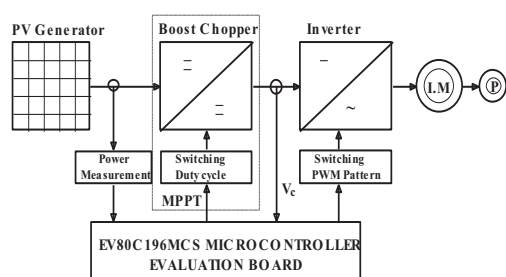 PV Generator
Boost Chopper
Inverter
=
=
−
~
I.M
P
Power
Measurement
Switching
Duty cycle
Switching
PWM Pattern
MPPT
Vc
EV80C196MCS MICROCONTROLLER
EVALUATION BOARD